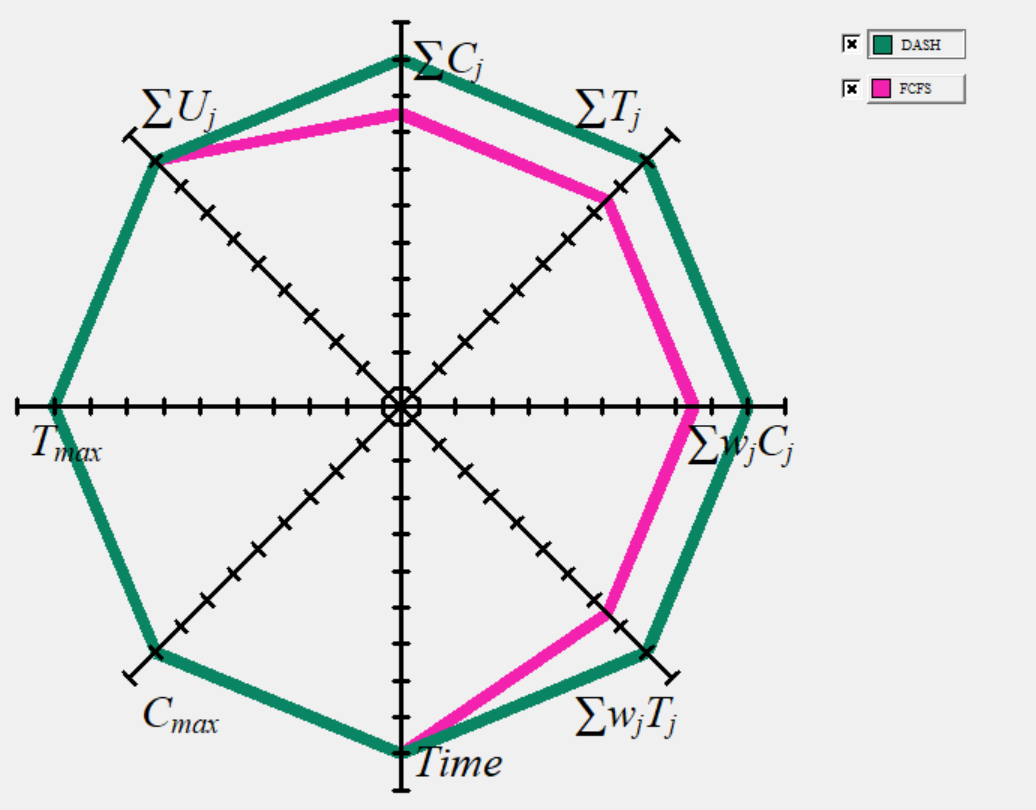 ∑Cj
DASH
FCFS
∑Uj
∑Tj
Tmax
∑wjCj
Cmax
∑wjTj
Time